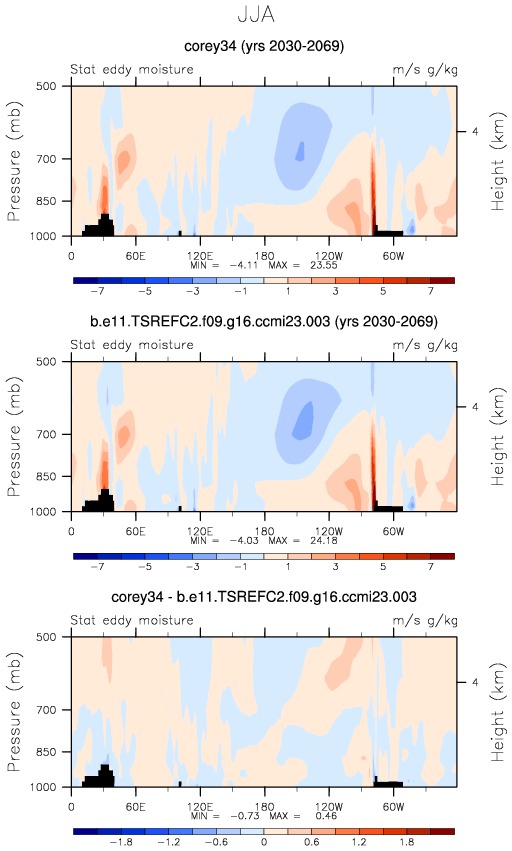 JJA
corey34 (yrs 2030-2069)
Stat eddy moisture m/s g/kg
Pressure (mb)
500
700
850
1000
4
Height (km)
0 60E 120E 180 120W 60W
MIN = -4.11 MAX = 23.55
-7 -5 -3 -1 1 3 5 7
b.e11.TSREFC2.f09.g16.ccmi23.003 (yrs 2030-2069)
Stat eddy moisture m/s g/kg
Pressure (mb)
500
700
850
1000
4
Height (km)
0 60E 120E 180 120W 60W
MIN = -4.03 MAX = 24.18
-7 -5 -3 -1 1 3 5 7
corey34 - b.e11.TSREFC2.f09.g16.ccmi23.003
Stat eddy moisture m/s g/kg
Pressure (mb)
500
700
850
1000
4
Height (km)
0 60E 120E 180 120W 60W
MIN = -0.73 MAX = 0.46
-1.8 -1.2 -0.6 0 0.6 1.2 1.8